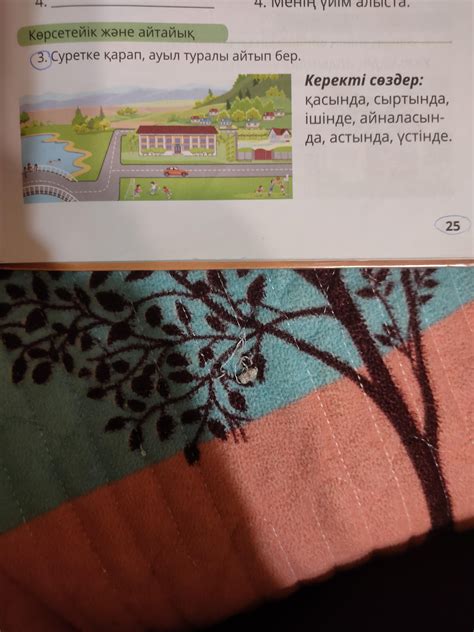 4.
4. Менің үйім алыста.
Көрсетейік және айтайық
3. Суретке қарап, ауыл туралы айтып бер.
Керекті сөздер:
қасында, сыртында,
ішінде, айналасын-
да, астында, үстінде.
25